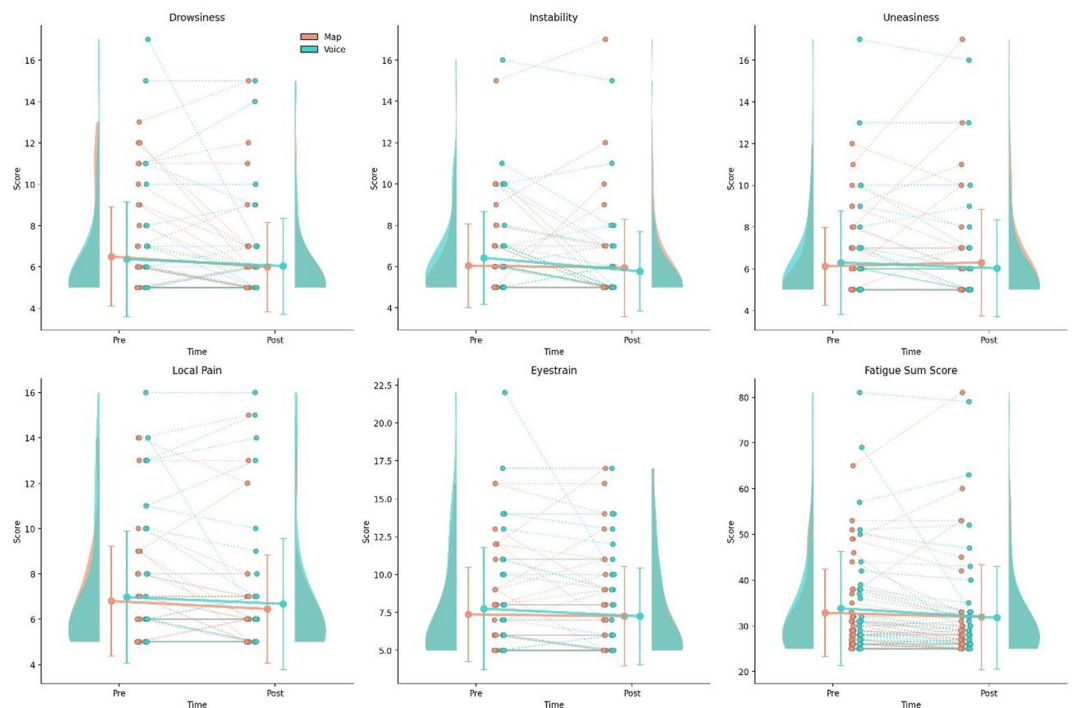 Drowsiness
Map
Voice
16
14
12
10
8
6
4
Score
Pre
Post
Time
Instability
16
14
12
10
8
6
4
Score
Pre
Post
Time
Uneasiness
16
14
12
10
8
6
4
Score
Pre
Post
Time
Local Pain
16
14
12
10
8
6
4
Score
Pre
Post
Time
Eyestrain
22.5
20.0
17.5
15.0
12.5
10.0
7.5
5.0
Score
Pre
Post
Time
Fatigue Sum Score
80
70
60
50
40
30
20
Score
Pre
Post
Time